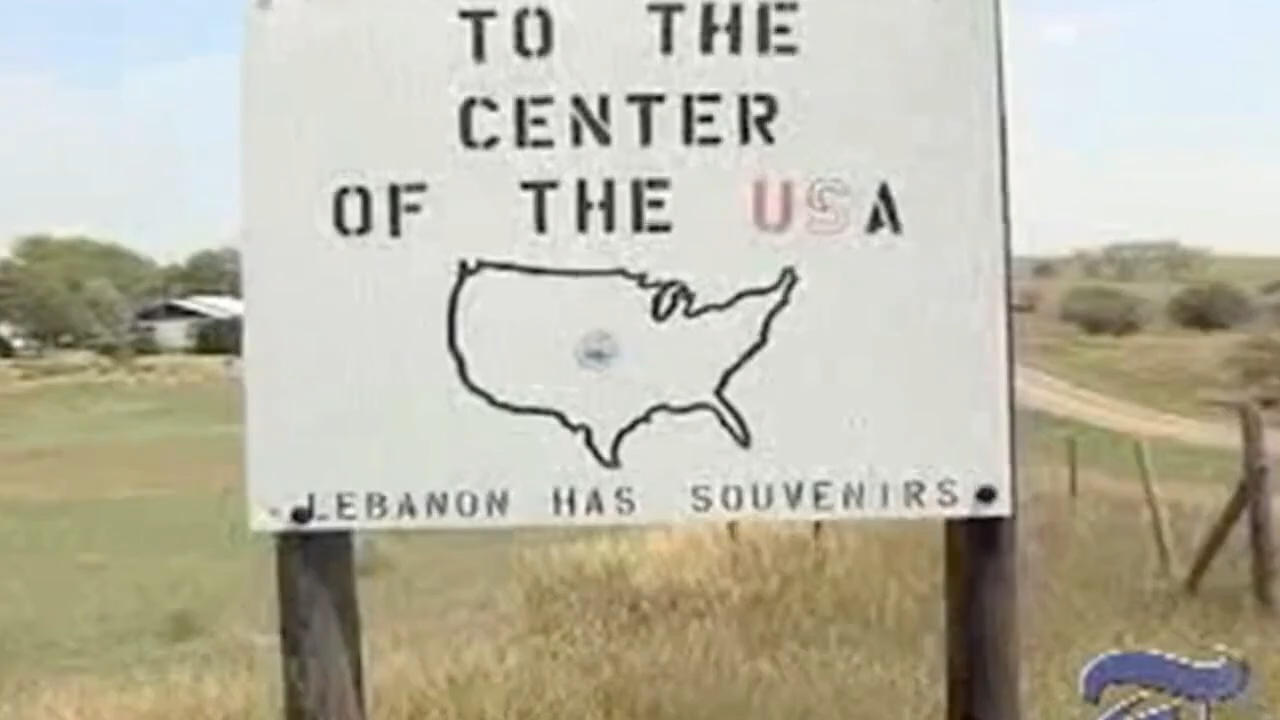 TO THE
CENTER
OF THE USA
LEBANON HAS SOUVENIRS